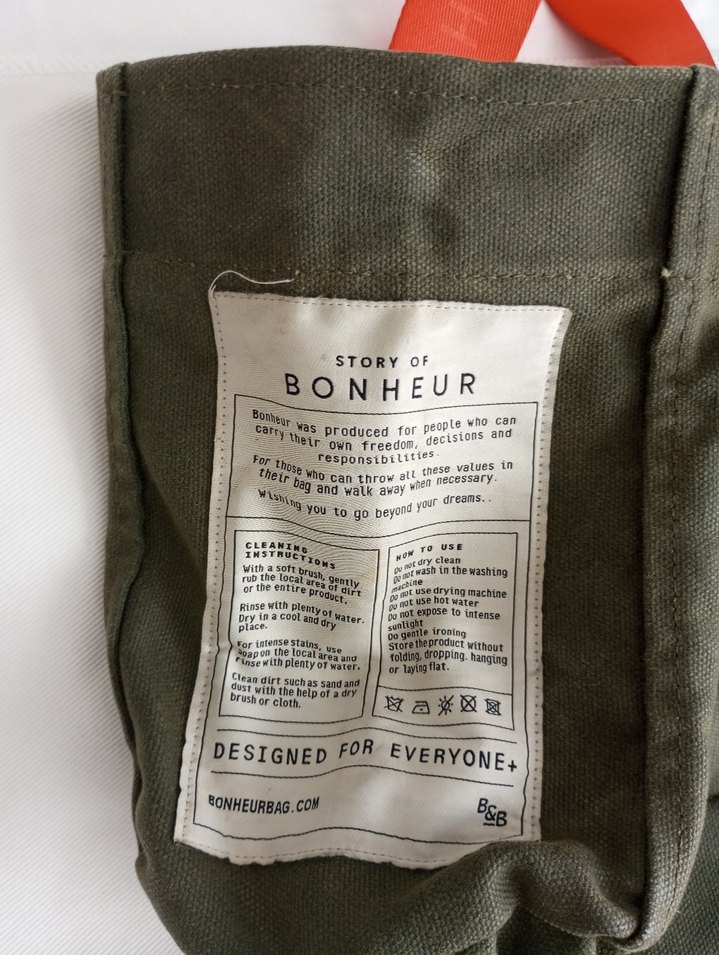 STORY OF
BONHEUR
Bonheur was produced for people who can
carry their own freedom, decisions and
responsibilities.
For those who can throw all these values in
their bag and walk away when necessary.
Wishing you to go beyond your dreams..
CLEANING
INSTRUCTIONS
With a soft brush, gently
rub the local area of dirt
or the entire product.
Rinse with plenty of water.
Dry in a cool and dry
place.
For intense stains, use
soap on the local area and
rinse with plenty of water.
Clean dirt such as sand and
dust with the help of a dry
brush or cloth.
HOW TO USE
Do not dry clean
Do not wash in the washing
machine
Do not use drying machine
Do not use hot water
Do not expose to intense
sunlight
Do gentle ironing
Store the product without
folding, dropping. hanging
or laying flat.
DESIGNED FOR EVERYONE+
BONHEURBAG.COM
B&B